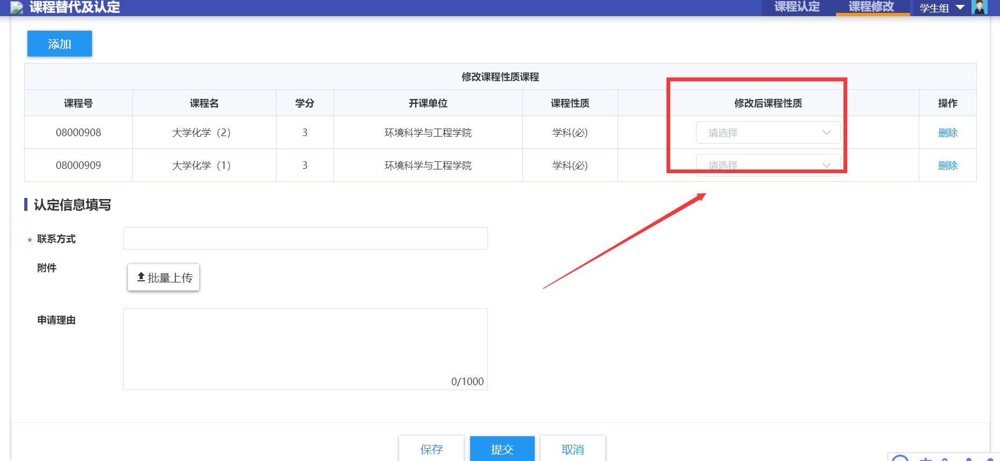 课程替代及认定 课程认定 课程修改 学生组
添加
修改课程性质课程
课程号 课程名 学分 开课单位 课程性质 修改后课程性质 操作
08000908 大学化学（2） 3 环境科学与工程学院 学科(必) 请选择 删除
08000909 大学化学（1） 3 环境科学与工程学院 学科(必) 请选择 删除
认定信息填写
* 联系方式
附件
批量上传
申请理由
0/1000
保存 提交 取消